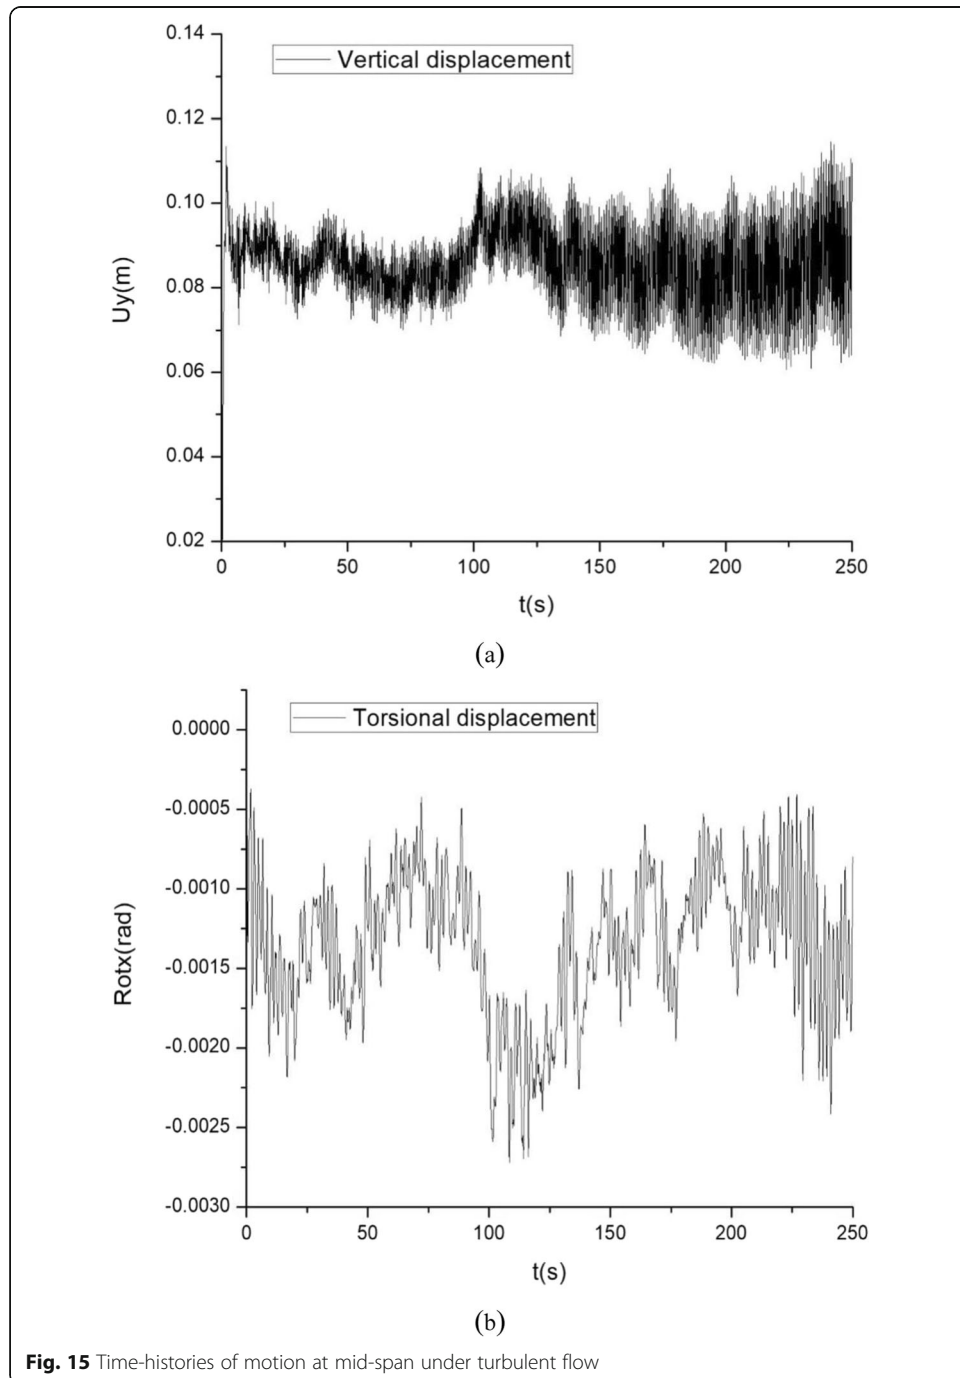 0.14
Vertical displacement
0.12
0.10
Uy(m)
0.08
0.06
0.04
0.02
0 50 100 150 200 250
t(s)
(a)
Torsional displacement
0.0000
-0.0005
-0.0010
Rotx(rad)
-0.0015
-0.0020
-0.0025
-0.0030
0 50 100 150 200 250
t(s)
(b)
Fig. 15 Time-histories of motion at mid-span under turbulent flow